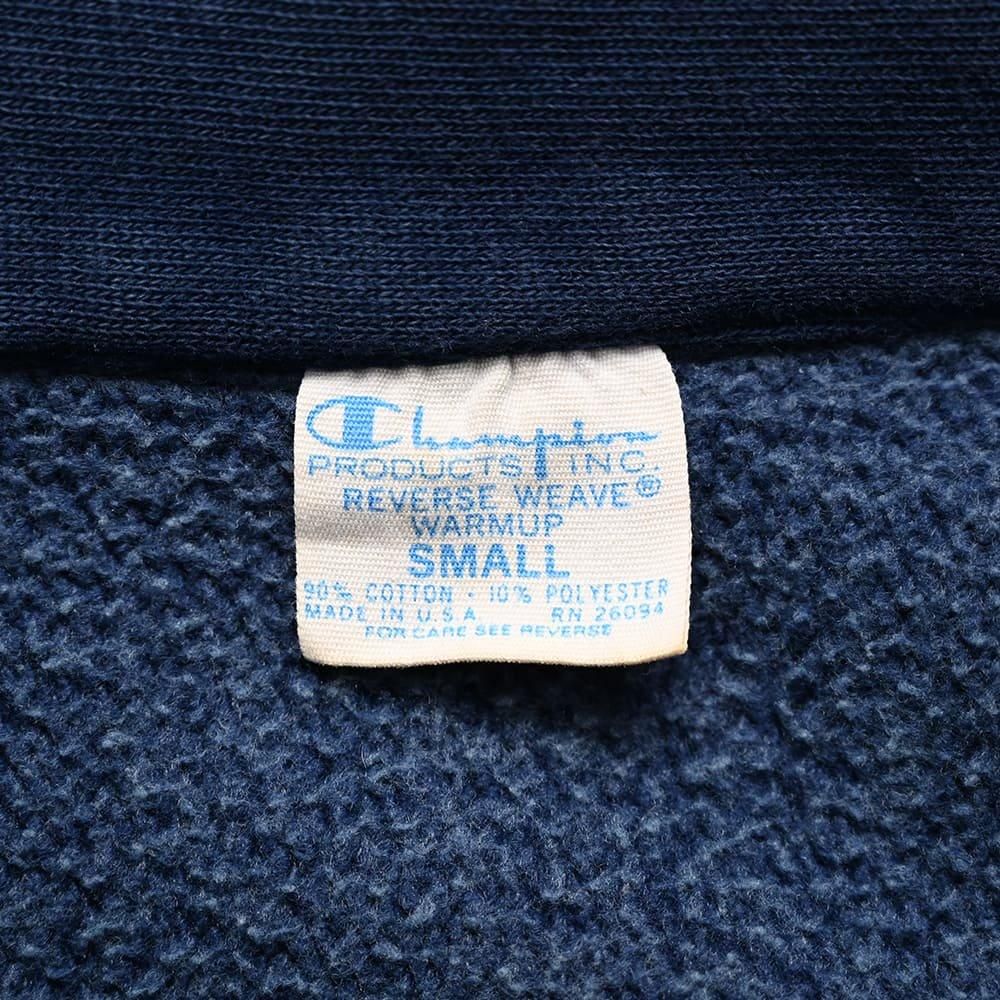 Champion
PRODUCTS INC.
REVERSE WEAVE®
WARMUP
SMALL
90% COTTON · 10% POLYESTER
MADE IN U.S.A. RN 26094
FOR CARE SEE REVERSE